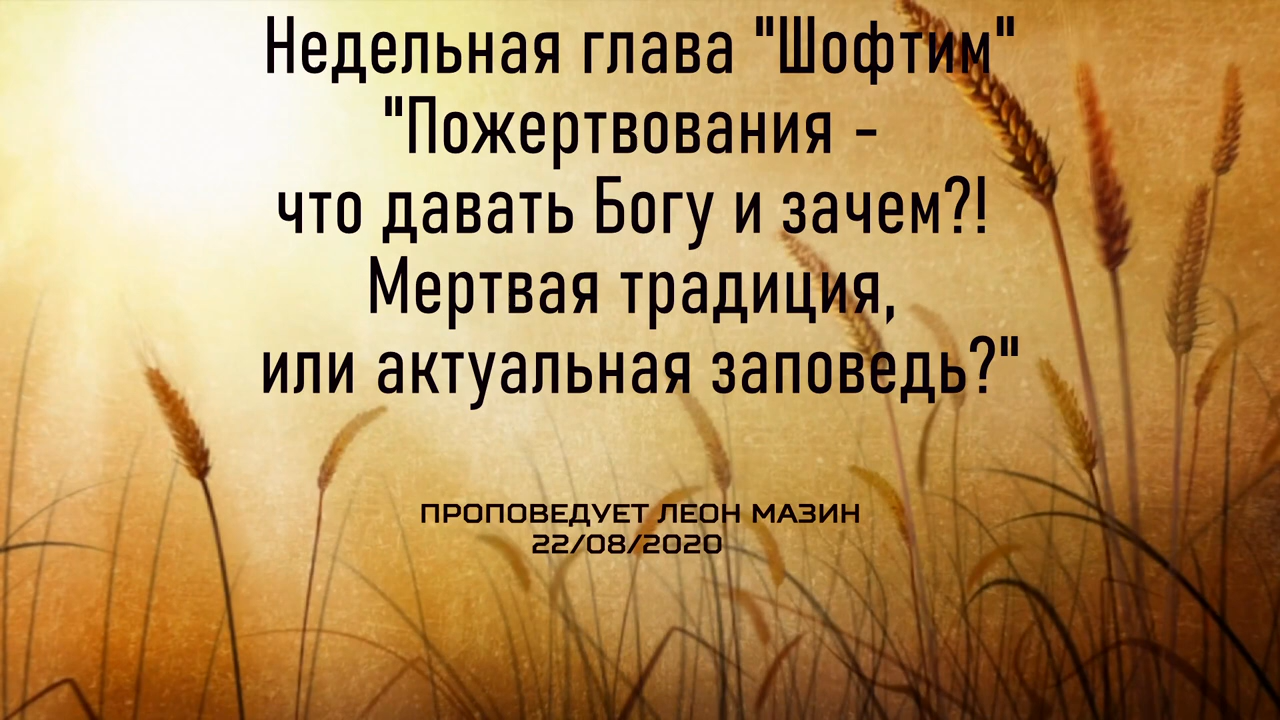 Недельная глава "Шофтим"
"Пожертвования -
что давать Богу и зачем?!
Мертвая традиция,
или актуальная заповедь?"
ПРОПОВЕДУЕТ ЛЕОН МАЗИН
22/08/2020